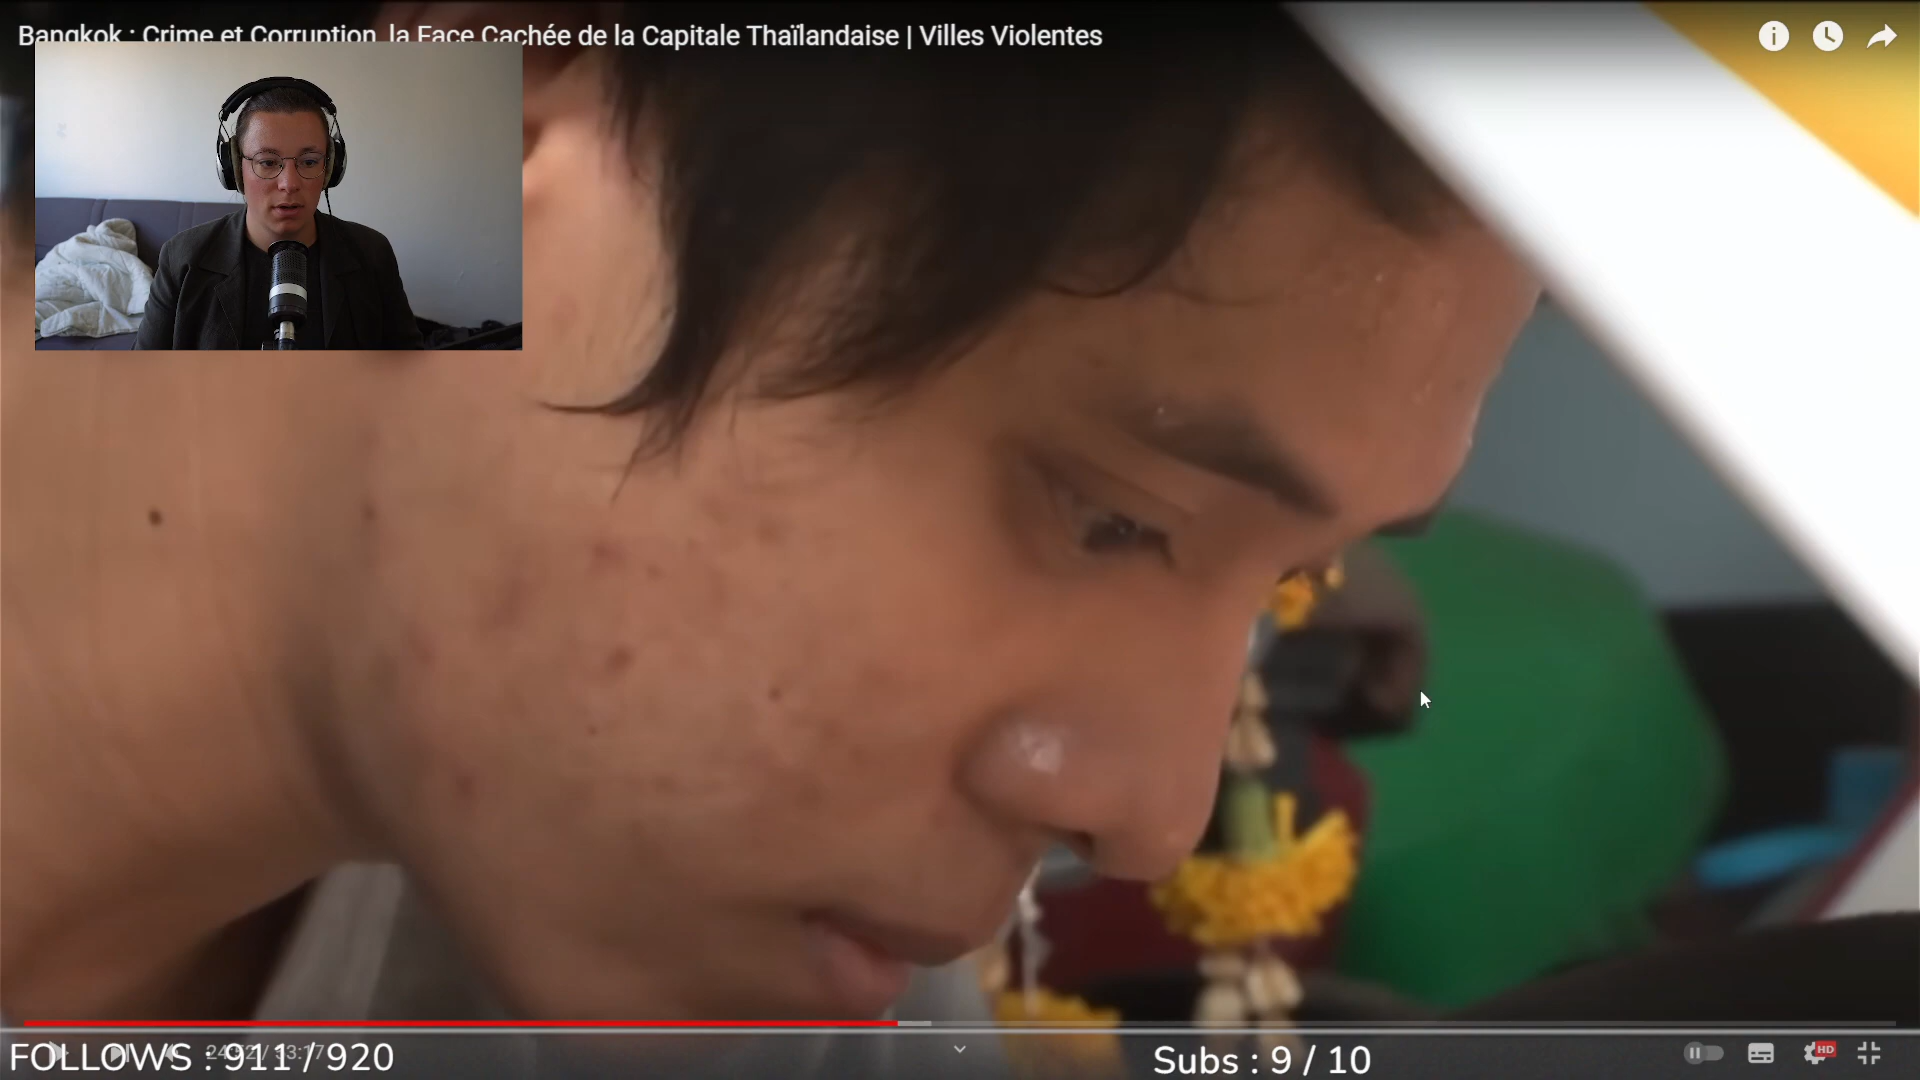 Bangkok : Crime et Corruption, la Face Cachée de la Capitale Thaïlandaise | Villes Violentes
FOLLOWS : 911 / 920
Subs : 9 / 10
HD